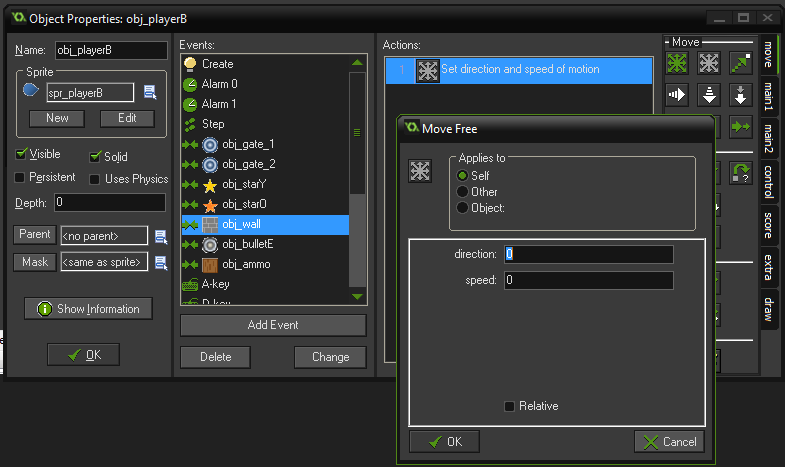 Object Properties: obj_playerB
Name: obj_playerB
Sprite
spr_playerB
New Edit
Visible Solid
Persistent Uses Physics
Depth: 0
Parent <no parent>
Mask <same as sprite>
Show Information
OK
Events:
Create
Alarm 0
Alarm 1
Step
obj_gate_1
obj_gate_2
obj_starY
obj_starO
obj_wall
obj_bulletE
obj_ammo
A-key
D-key
Add Event
Delete Change
Actions:
1 Set direction and speed of motion
Move
move
main1
main2
control
score
extra
draw
Move Free
Applies to
Self
Other
Object:
direction: 0
speed: 0
Relative
OK Cancel